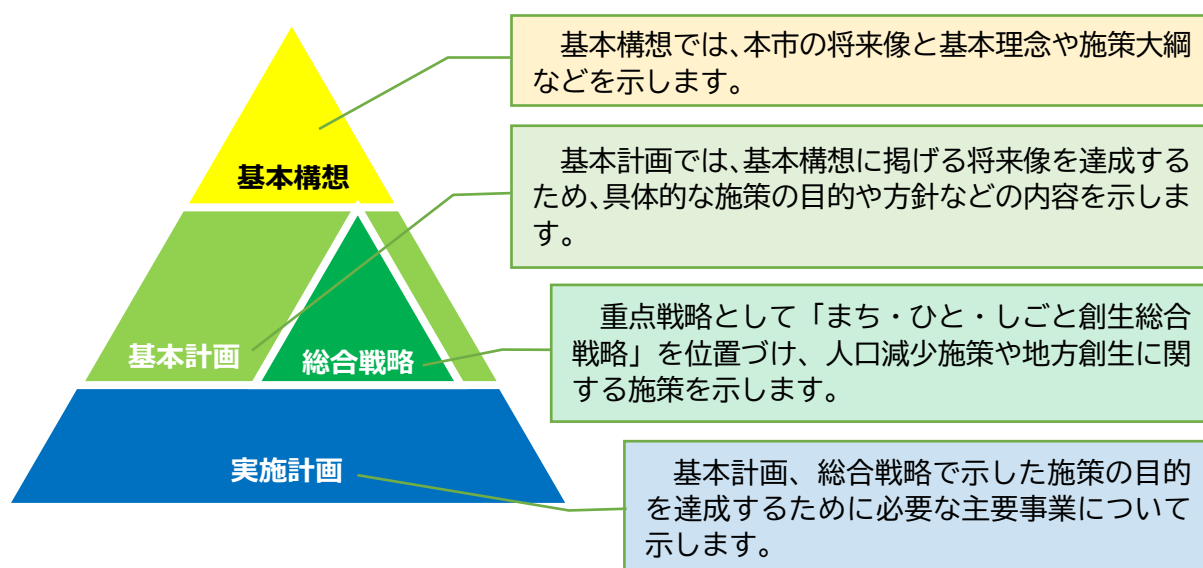 基本構想では、本市の将来像と基本理念や施策大綱
などを示します。
基本構想
基本計画では、基本構想に掲げる将来像を達成する
ため、具体的な施策の目的や方針などの内容を示しま
す。
重点戦略として「まち・ひと・しごと創生総合
戦略」を位置づけ、人口減少施策や地方創生に関
する施策を示します。
基本計画
総合戦略
実施計画
基本計画、総合戦略で示した施策の目的
を達成するために必要な主要事業について
示します。